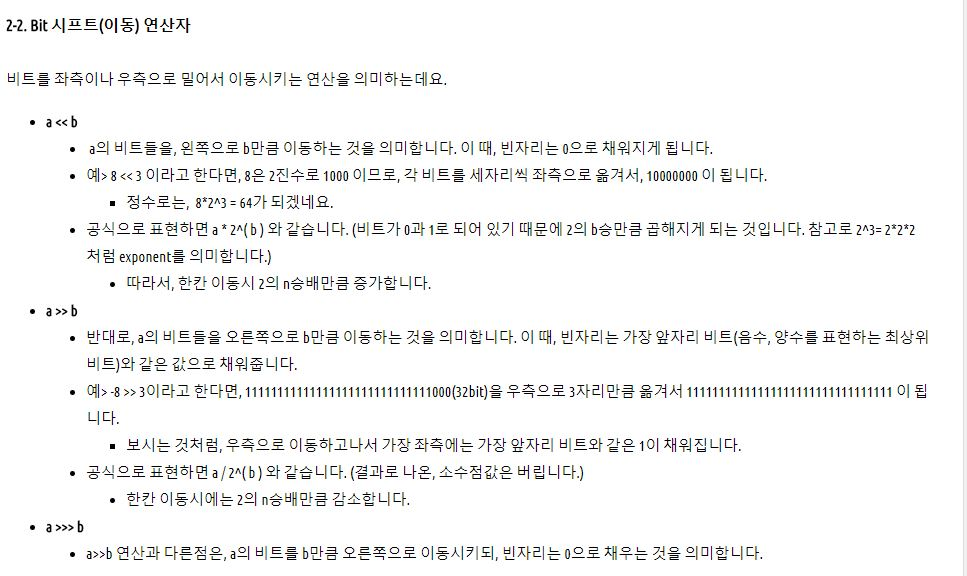 2-2. Bit 시프트(이동) 연산자
비트를 좌측이나 우측으로 밀어서 이동시키는 연산을 의미하는데요.
• a << b
• a의 비트들을, 왼쪽으로 b만큼 이동하는 것을 의미합니다. 이 때, 빈자리는 0으로 채워지게 됩니다.
• 예> 8 << 3 이라고 한다면, 8은 2진수로 1000 이므로, 각 비트를 세자리씩 좌측으로 옮겨서, 10000000 이 됩니다.
▪ 정수로는, 8*2^3 = 64가 되겠네요.
• 공식으로 표현하면 a * 2^( b ) 와 같습니다. (비트가 0과 1로 되어 있기 때문에 2의 b승만큼 곱해지게 되는 것입니다. 참고로 2^3= 2*2*2
처럼 exponent를 의미합니다.)
• 따라서, 한칸 이동시 2의 n승배만큼 증가합니다.
• a >> b
• 반대로, a의 비트들을 오른쪽으로 b만큼 이동하는 것을 의미합니다. 이 때, 빈자리는 가장 앞자리 비트(음수, 양수를 표현하는 최상위
비트)와 같은 값으로 채워줍니다.
• 예> -8 >> 3이라고 한다면, 11111111111111111111111111111000(32bit)을 우측으로 3자리만큼 옮겨서 11111111111111111111111111111111 이 됩
니다.
▪ 보시는 것처럼, 우측으로 이동하고나서 가장 좌측에는 가장 앞자리 비트와 같은 1이 채워집니다.
• 공식으로 표현하면 a / 2^( b ) 와 같습니다. (결과로 나온, 소수점값은 버립니다.)
• 한칸 이동시에는 2의 n승배만큼 감소합니다.
• a >>> b
• a>>b 연산과 다른점은, a의 비트를 b만큼 오른쪽으로 이동시키되, 빈자리는 0으로 채우는 것을 의미합니다.